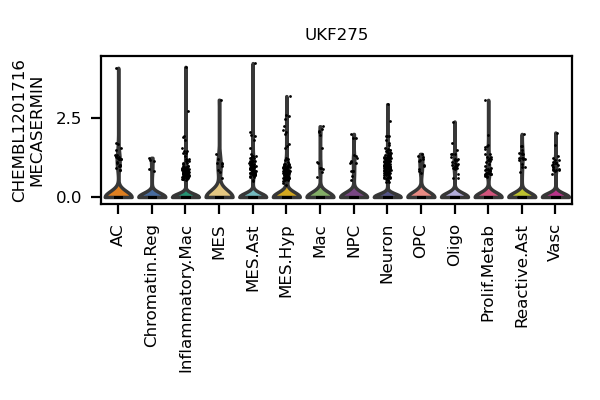 UKF275
CHEMBL1201716
MECASERMIN
2.5
0.0
AC
Chromatin.Reg
Inflammatory.Mac
MES
MES.Ast
MES.Hyp
Mac
NPC
Neuron
OPC
Oligo
Prolif.Metab
Reactive.Ast
Vasc